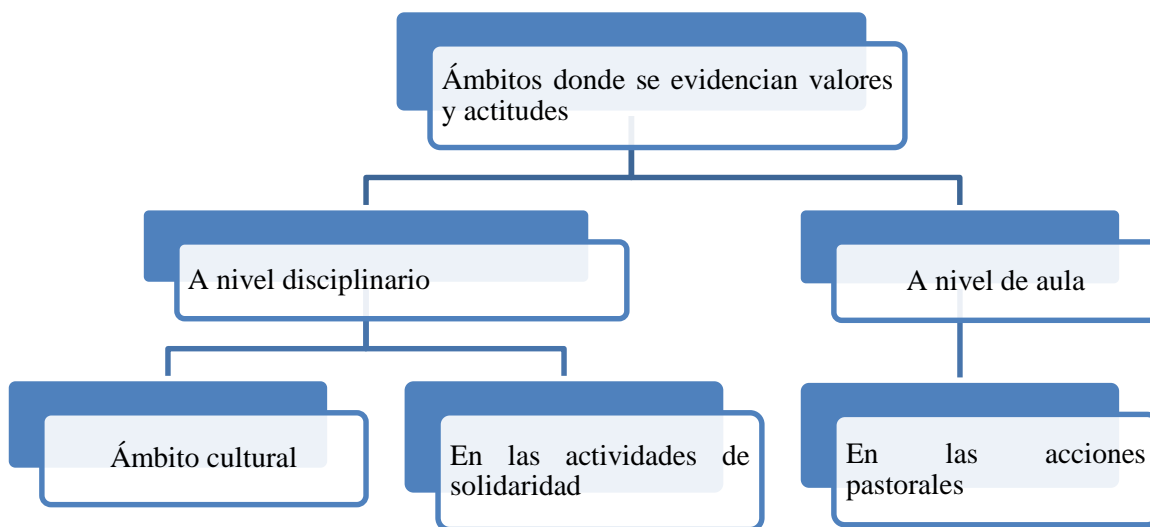 Ámbitos donde se evidencian valores
y actitudes
A nivel disciplinario
A nivel de aula
Ámbito cultural
En las actividades de
solidaridad
En las acciones
pastorales